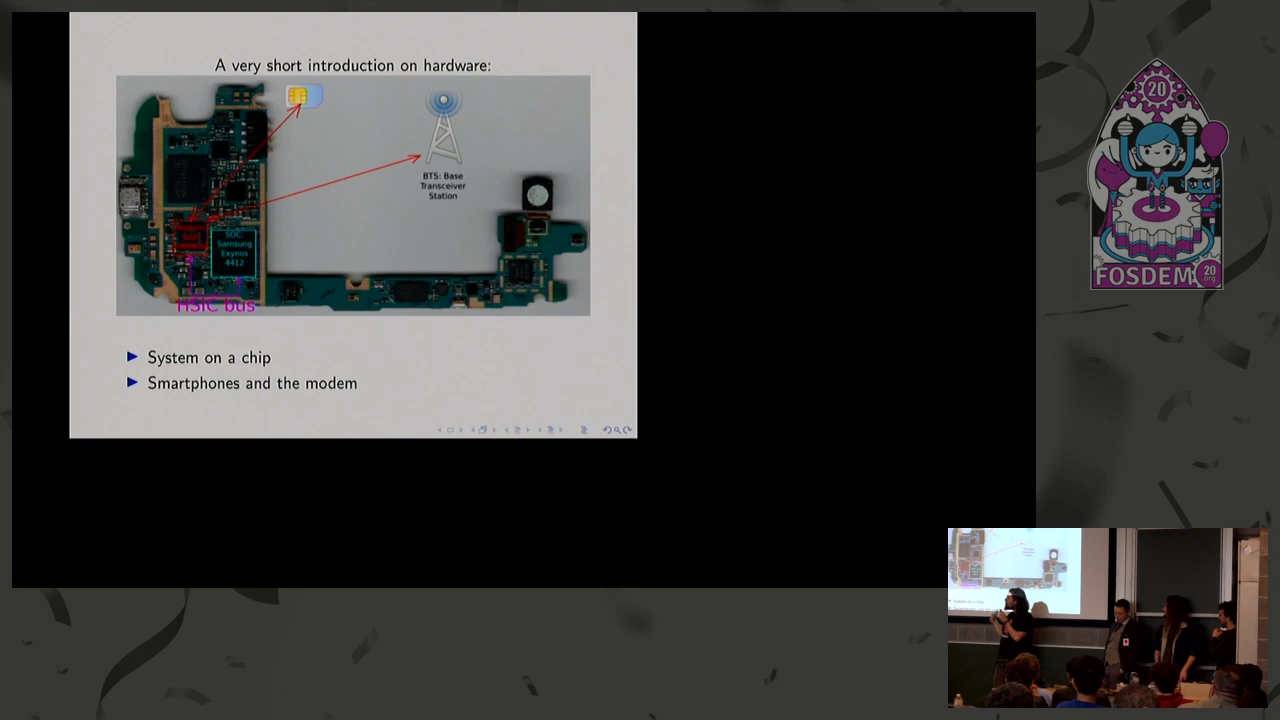 A very short introduction on hardware:
BTS: Base
Transceiver
Station
SOC:
Samsung
Exynos
4412
HSIC bus
System on a chip
Smartphones and the modem
20
FOSDEM
20
.org